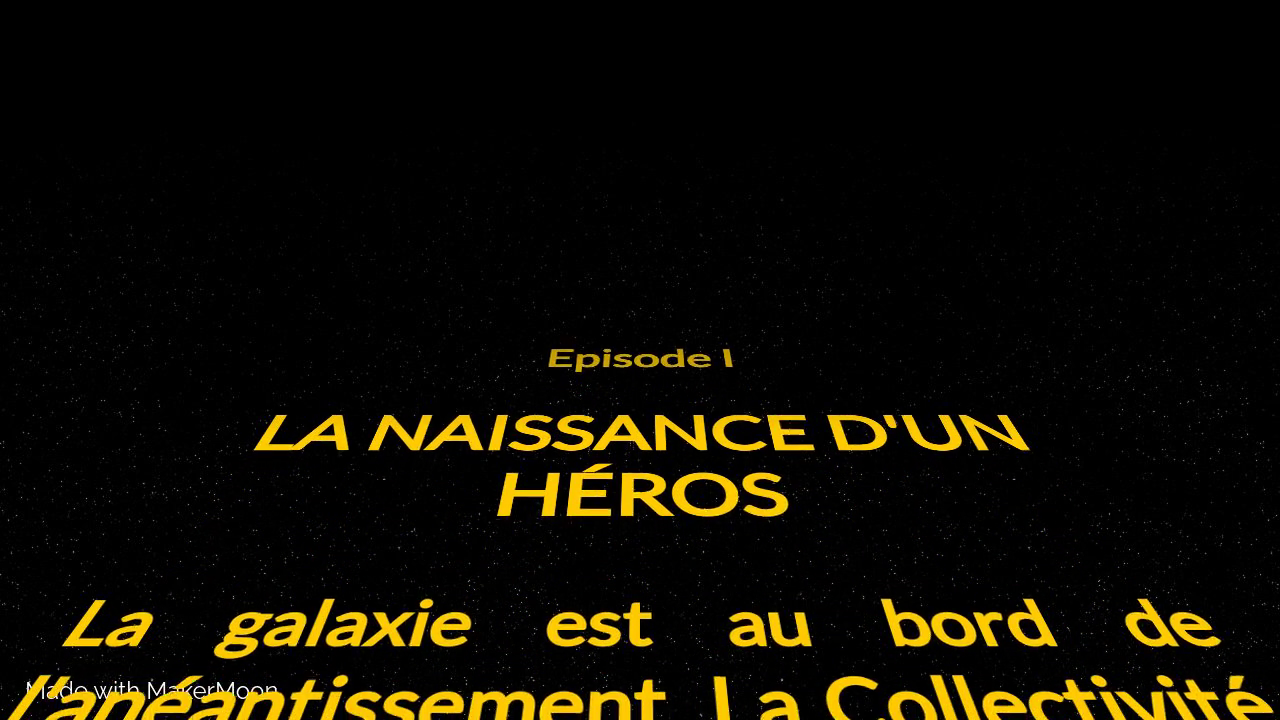 Episode I
LA NAISSANCE D'UN
HÉROS
La galaxie est au bord de
l'anéantissement. La Collectivité
Made with MakerMoon